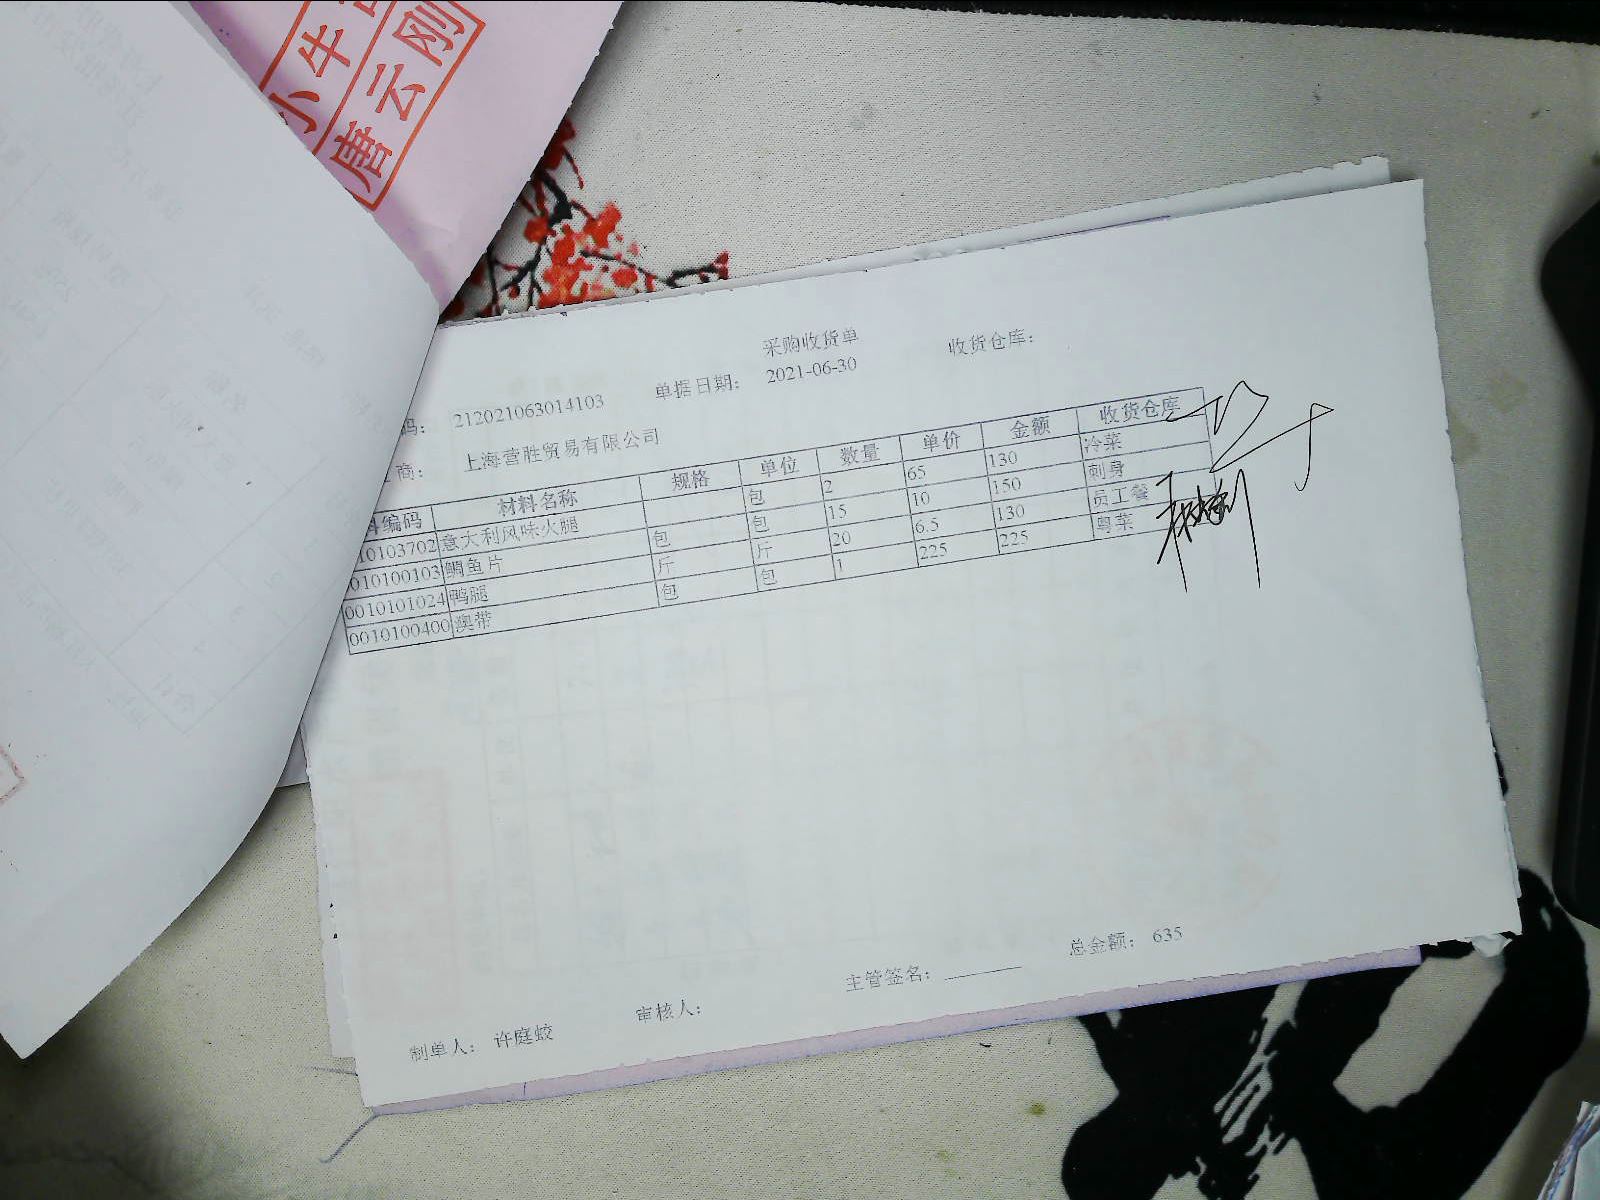 小牛
唐云刚
采购收货单
收货仓库：
码： 212021063014103 单据日期： 2021-06-30
商： 上海营胜贸易有限公司
料编码 材料名称 规格 单位 数量 单价 金额 收货仓库
10103702 意大利风味火腿 包 2 65 130 冷菜
010100103 鲷鱼片 包 包 15 10 150 刺身
0010101024 鸭腿 斤 斤 20 6.5 130 员工餐
0010100400 澳带 包 包 1 225 225 粤菜
总金额： 635
制单人： 许庭蛟 审核人： 主管签名：